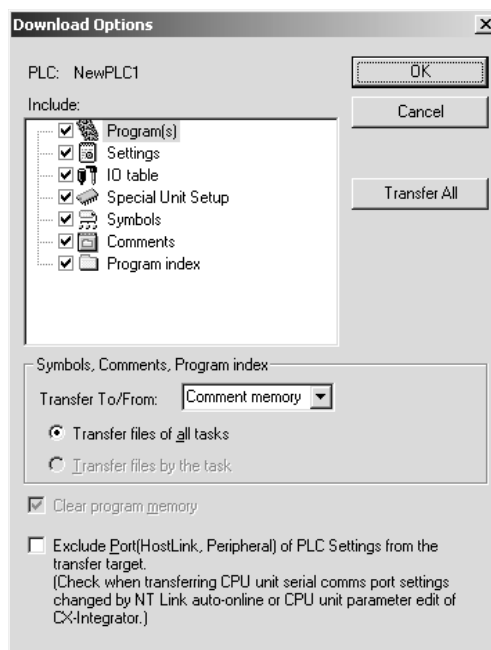 Download Options
PLC: NewPLC1
OK
Include:
Cancel
Program(s)
Settings
IO table
Transfer All
Special Unit Setup
Symbols
Comments
Program index
Symbols, Comments, Program index
Transfer To/From: Comment memory
Transfer files of all tasks
Transfer files by the task
Clear program memory
Exclude Port(HostLink, Peripheral) of PLC Settings from the
transfer target.
(Check when transferring CPU unit serial comms port settings
changed by NT Link auto-online or CPU unit parameter edit of
CX-Integrator.)